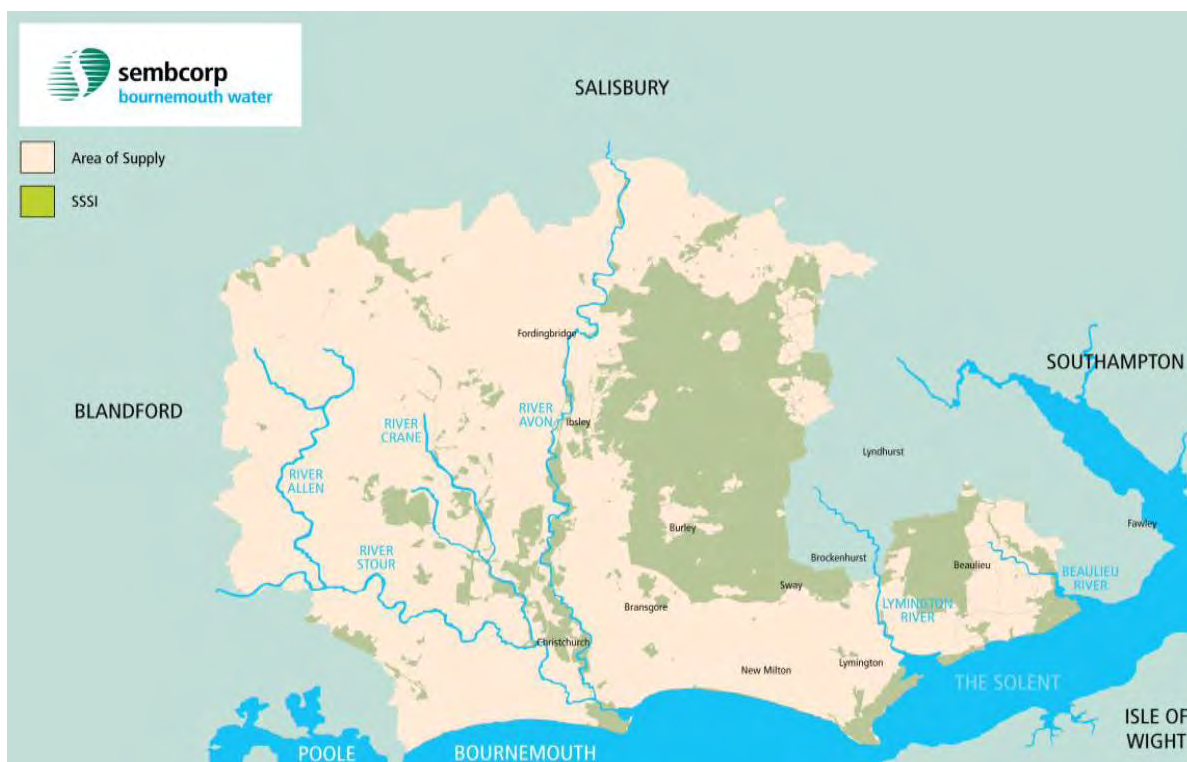 sembcorp
bournemouth water
Area of Supply
SSSI
SALISBURY
BLANDFORD
SOUTHAMPTON
Fordingbridge
RIVER
AVON
Ibsley
RIVER
CRANE
RIVER
ALLEN
RIVER
STOUR
Lyndhurst
Burley
Brockenhurst
Fawley
Beaulieu
BEAULIEU
RIVER
Sway
Bransgore
LYMINGTON
RIVER
Christchurch
New Milton
Lymington
THE SOLENT
ISLE OF
WIGHT
POOLE
BOURNEMOUTH